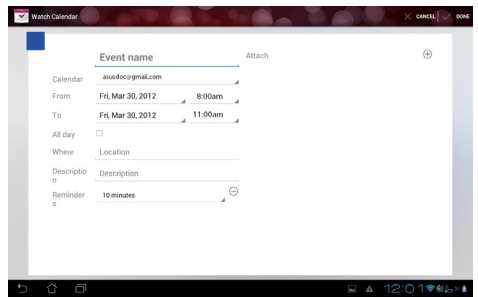 Watch Calendar
CANCEL DONE
Event name
Attach
Calendar asusdoc@gmail.com
From Fri, Mar 30, 2012 8:00am
To Fri, Mar 30, 2012 11:00am
All day
Where Location
Descriptio
n
Description
Reminder
s
10 minutes
12:01